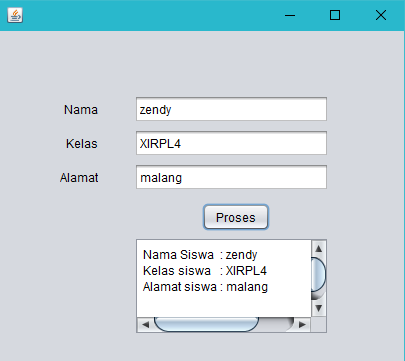 Nama zendy
Kelas XIRPL4
Alamat malang
Proses
Nama Siswa : zendy
Kelas siswa : XIRPL4
Alamat siswa : malang